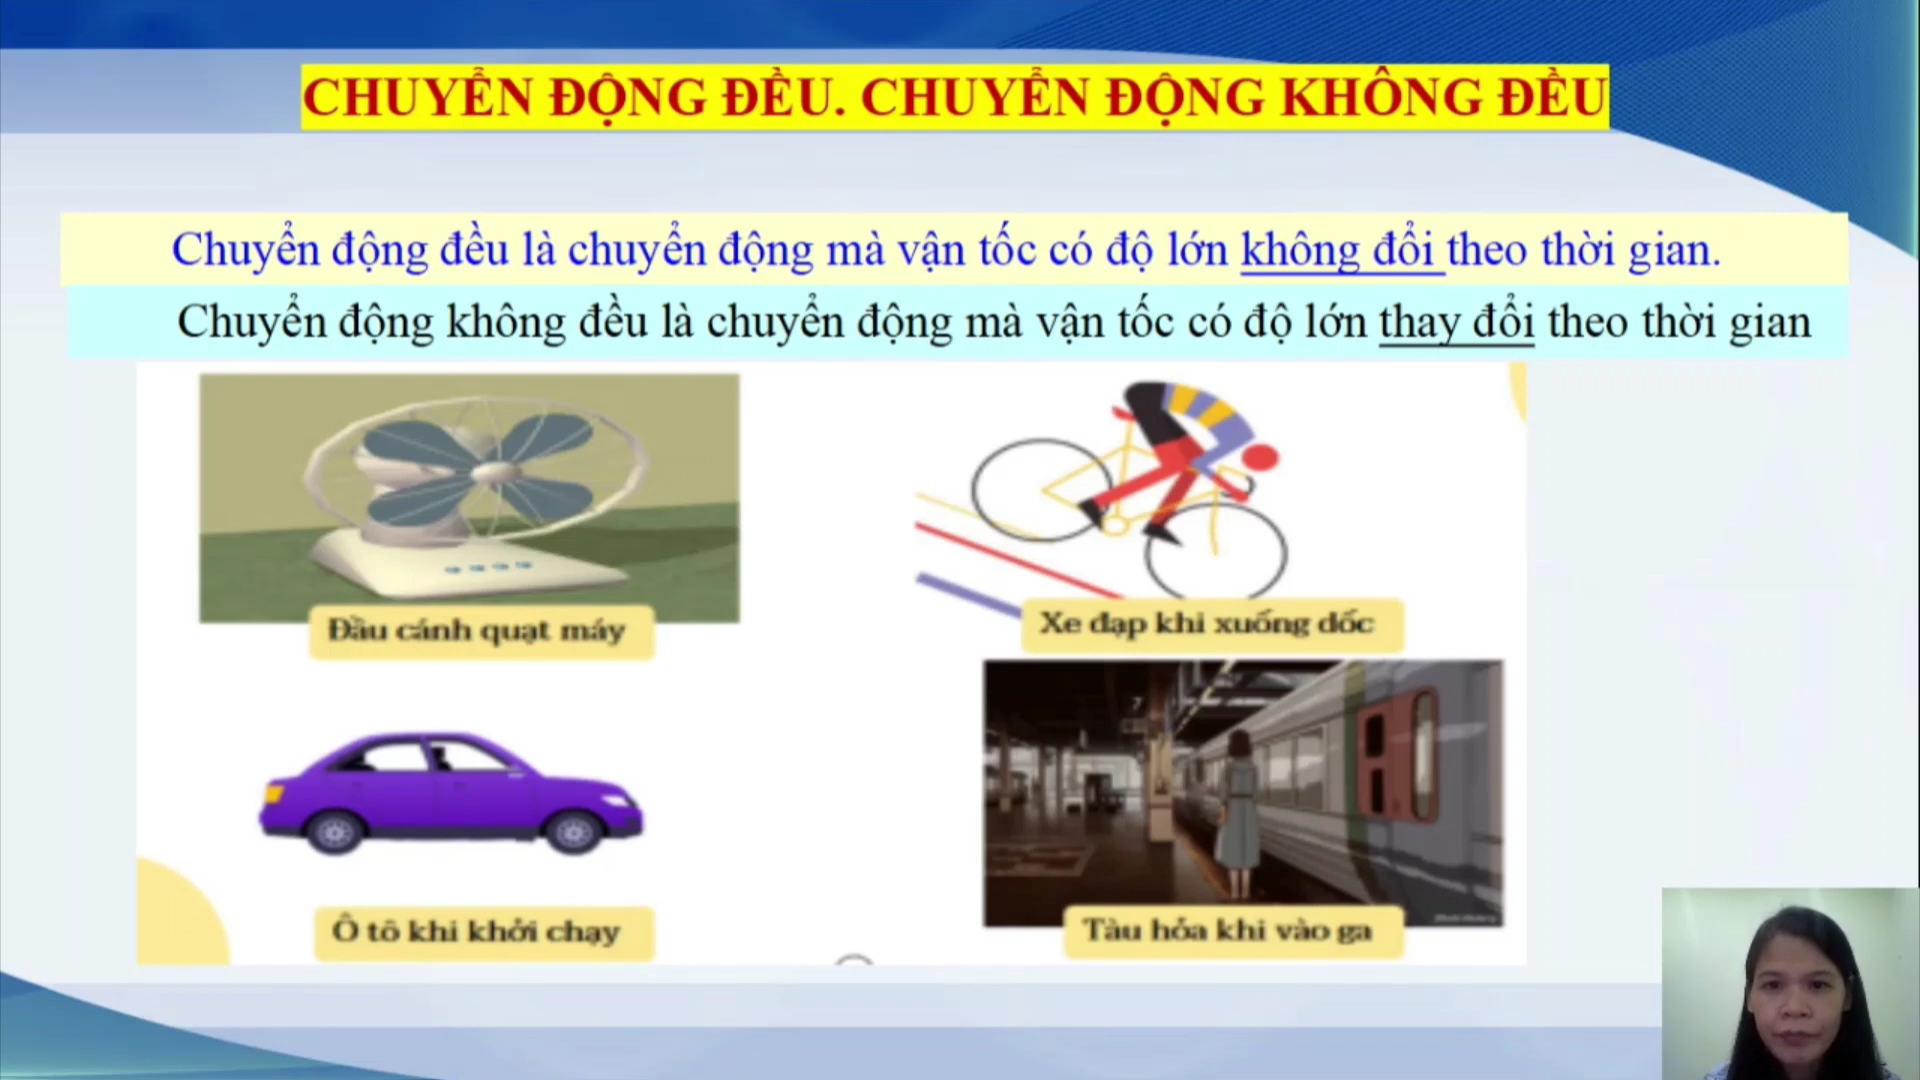 CHUYỂN ĐỘNG ĐỀU. CHUYỂN ĐỘNG KHÔNG ĐỀU
Chuyển động đều là chuyển động mà vận tốc có độ lớn không đổi theo thời gian.
Chuyển động không đều là chuyển động mà vận tốc có độ lớn thay đổi theo thời gian
Đầu cánh quạt máy
Xe đạp khi xuống dốc
Ô tô khi khởi chạy
Tàu hỏa khi vào ga